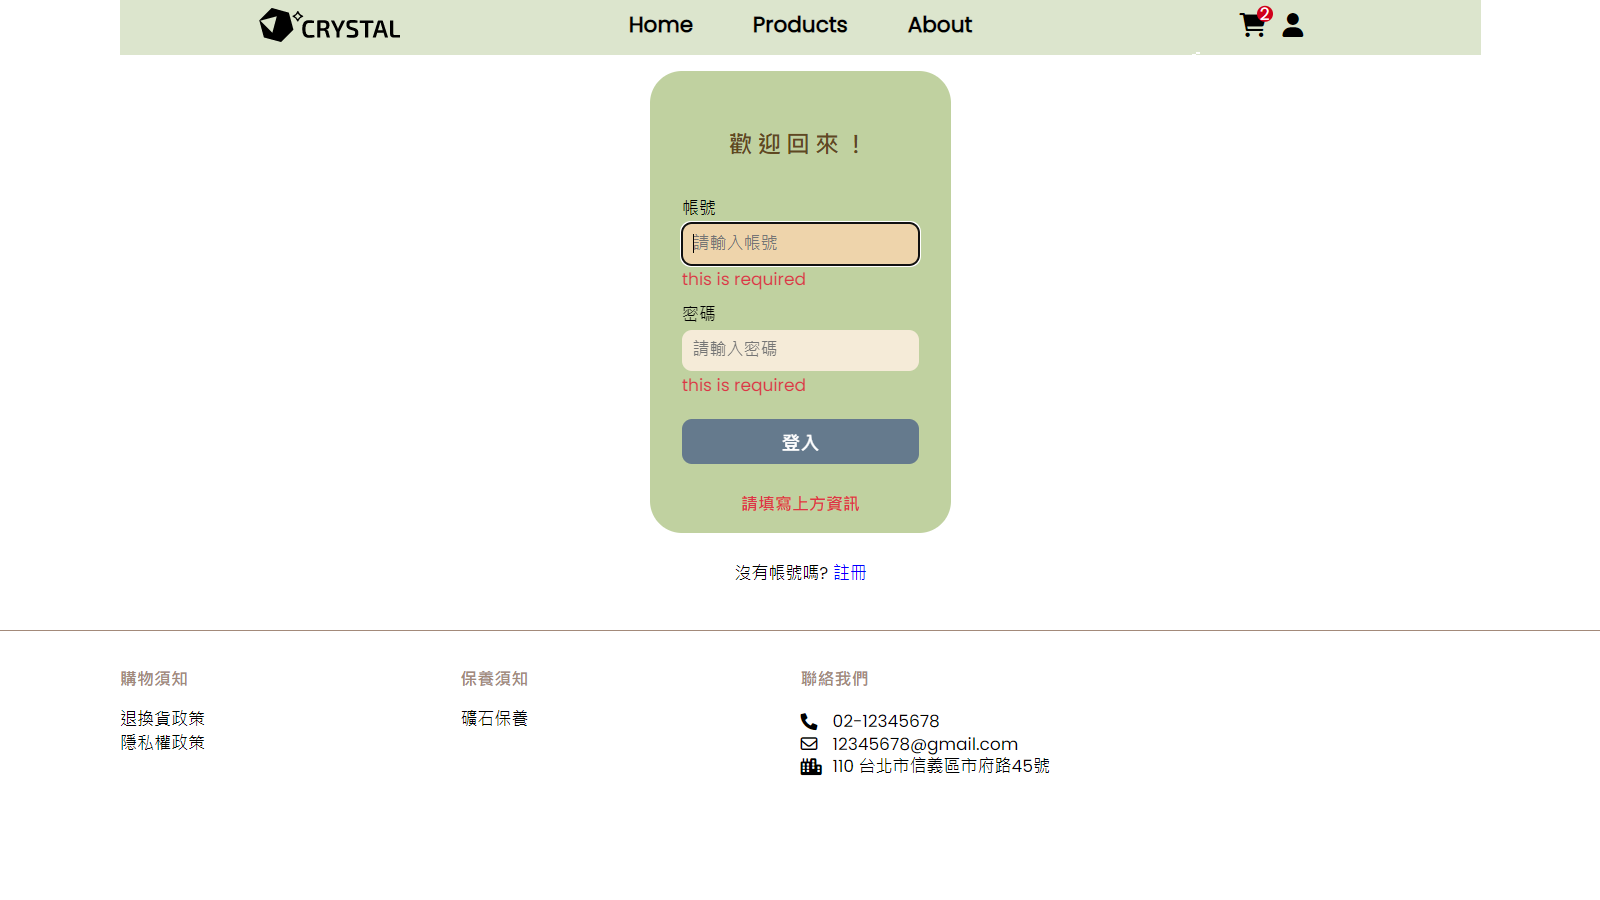 CRYSTAL
Home
Products
About
2
歡迎回來！
帳號
請輸入帳號
this is required
密碼
請輸入密碼
this is required
登入
請填寫上方資訊
沒有帳號嗎? 註冊
購物須知
退換貨政策
隱私權政策
保養須知
礦石保養
聯絡我們
02-12345678
12345678@gmail.com
110 台北市信義區市府路45號